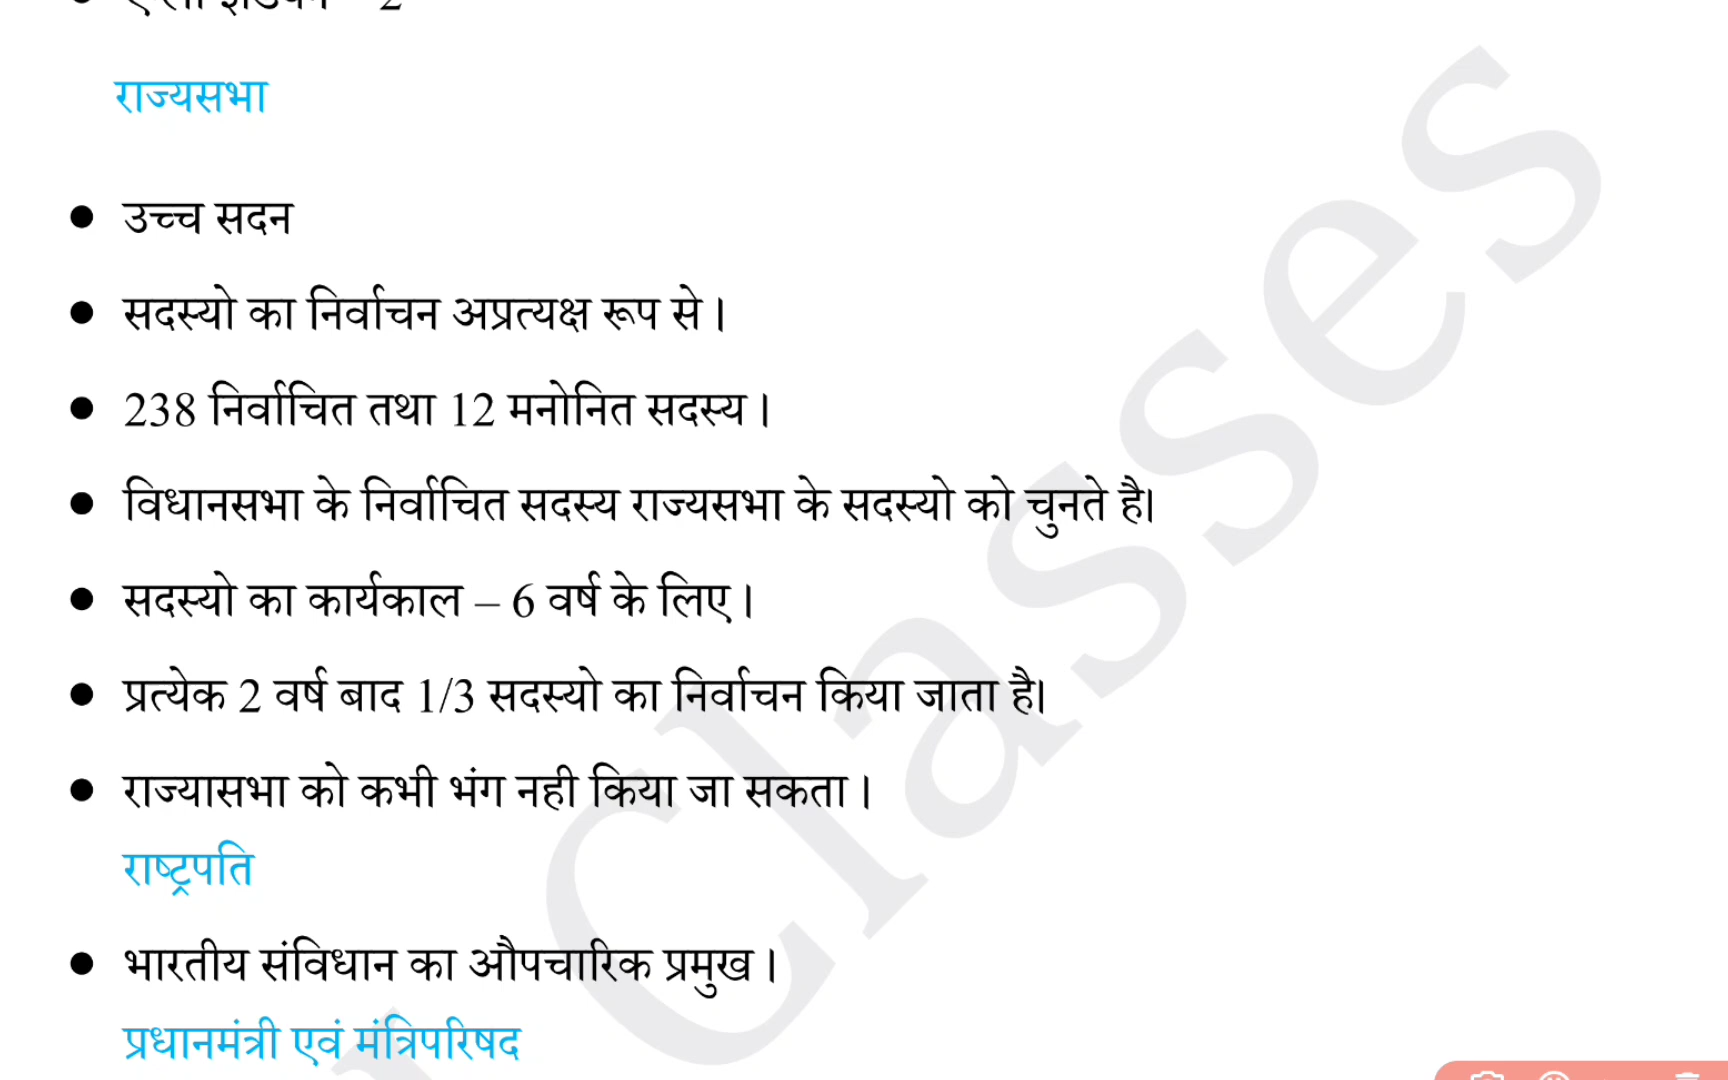 राज्यसभा
● उच्च सदन
● सदस्यो का निर्वाचन अप्रत्यक्ष रूप से।
● 238 निर्वाचित तथा 12 मनोनित सदस्य।
● विधानसभा के निर्वाचित सदस्य राज्यसभा के सदस्यो को चुनते है।
● सदस्यो का कार्यकाल – 6 वर्ष के लिए।
● प्रत्येक 2 वर्ष बाद 1/3 सदस्यो का निर्वाचन किया जाता है।
● राज्यासभा को कभी भंग नही किया जा सकता।
राष्ट्रपति
● भारतीय संविधान का औपचारिक प्रमुख।
प्रधानमंत्री एवं मंत्रिपरिषद
Classes